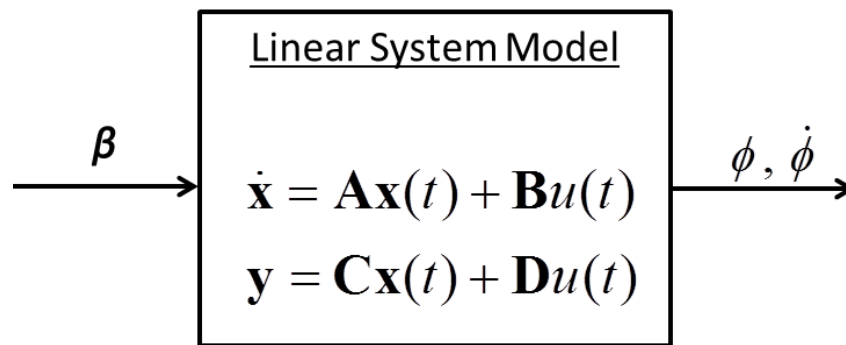 Linear System Model
β
ϕ , ϕ̇
ẋ = Ax(t) + Bu(t)
y = Cx(t) + Du(t)